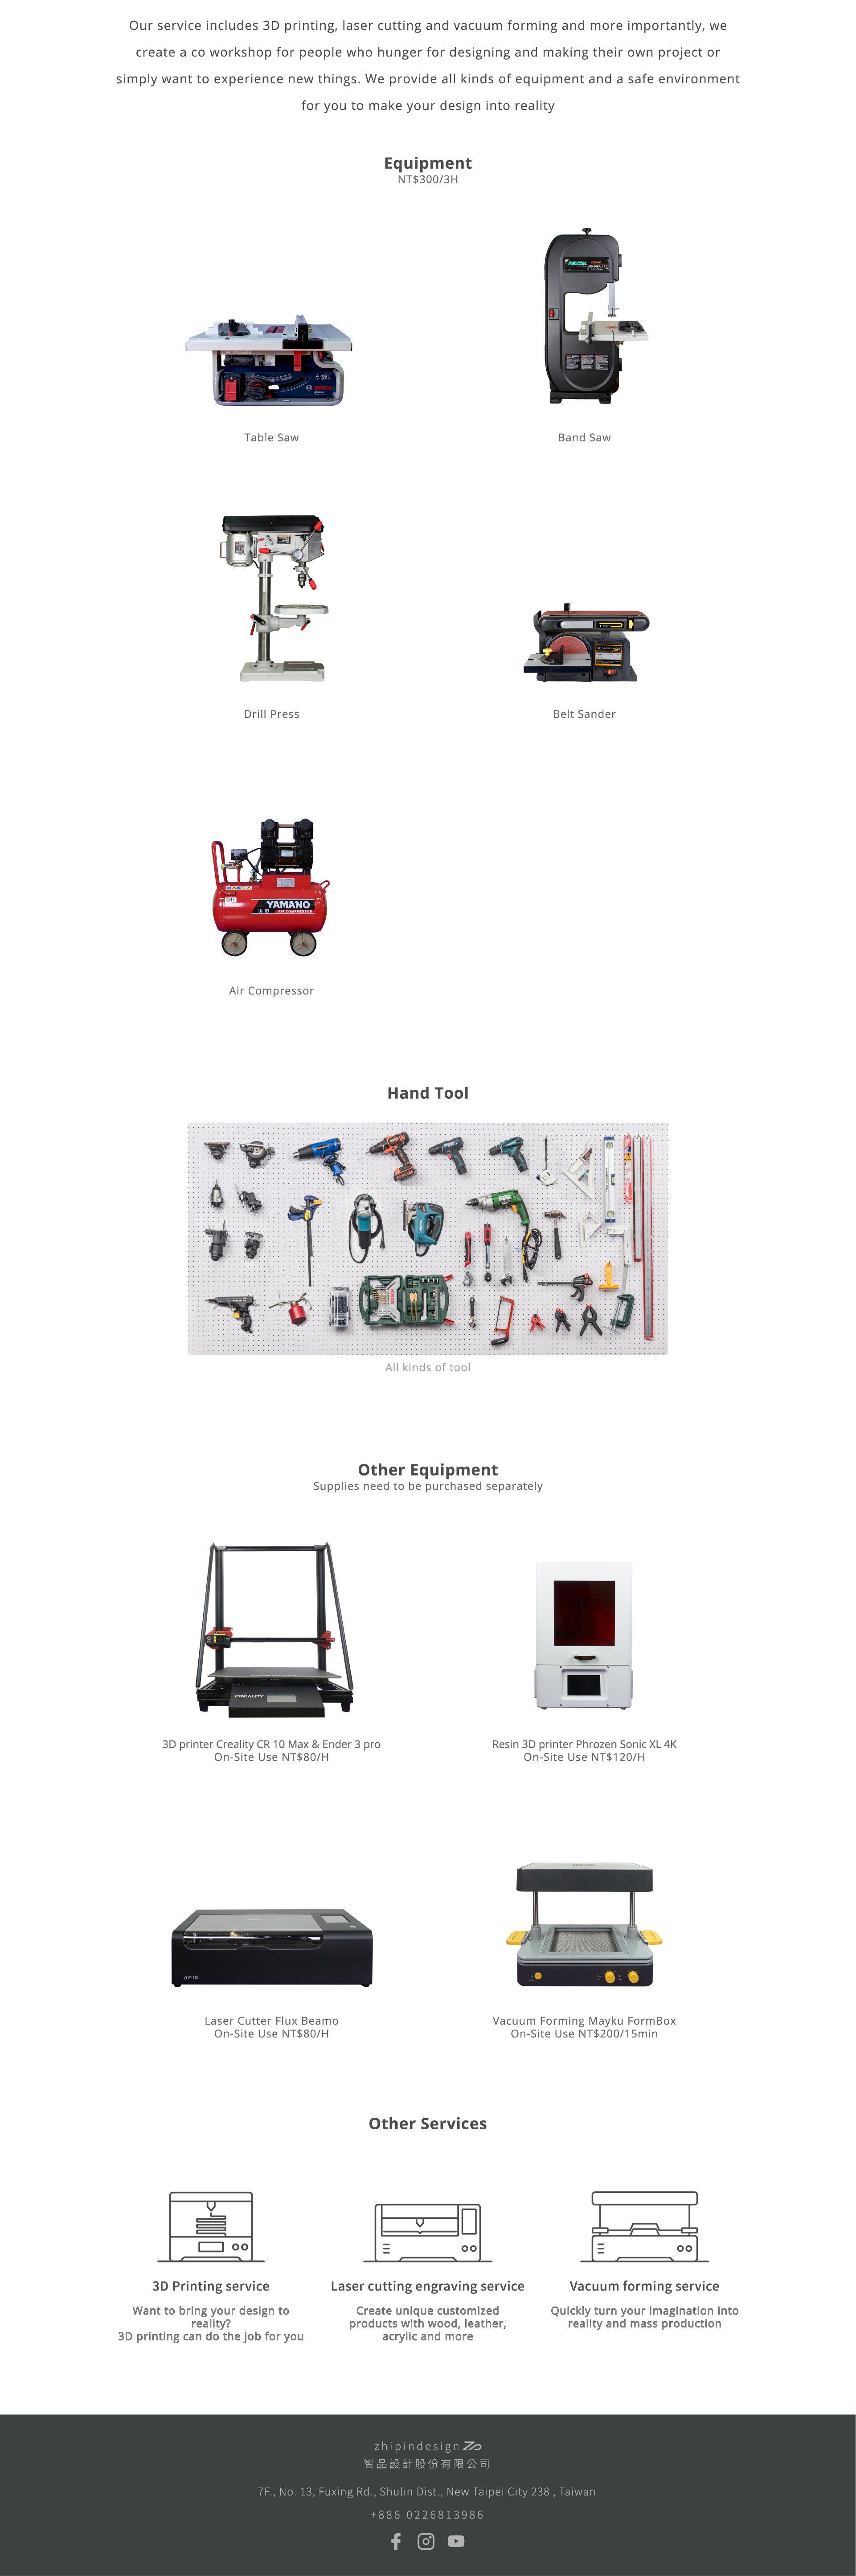 Our service includes 3D printing, laser cutting and vacuum forming and more importantly, we
create a co workshop for people who hunger for designing and making their own project or
simply want to experience new things. We provide all kinds of equipment and a safe environment
for you to make your design into reality
Equipment
NT$300/3H
Table Saw
Band Saw
Drill Press
Belt Sander
YAMANO
AIR COMPRESSOR
Air Compressor
Hand Tool
All kinds of tool
Other Equipment
Supplies need to be purchased separately
CREALITY
3D printer Creality CR 10 Max & Ender 3 pro
On-Site Use NT$80/H
Resin 3D printer Phrozen Sonic XL 4K
On-Site Use NT$120/H
Laser Cutter Flux Beamo
On-Site Use NT$80/H
Vacuum Forming Mayku FormBox
On-Site Use NT$200/15min
Other Services
3D Printing service
Want to bring your design to
reality?
3D printing can do the job for you
Laser cutting engraving service
Create unique customized
products with wood, leather,
acrylic and more
Vacuum forming service
Quickly turn your imagination into
reality and mass production
zhipindesign
智品設計股份有限公司
7F., No. 13, Fuxing Rd., Shulin Dist., New Taipei City 238 , Taiwan
+886 0226813986